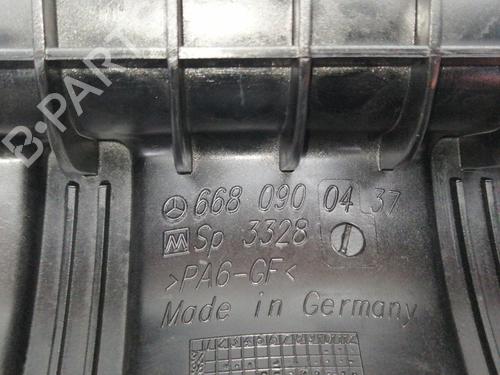 B-PART
668 090 04 37
M Sp 3328
>PA6-GF<
Made in Germany